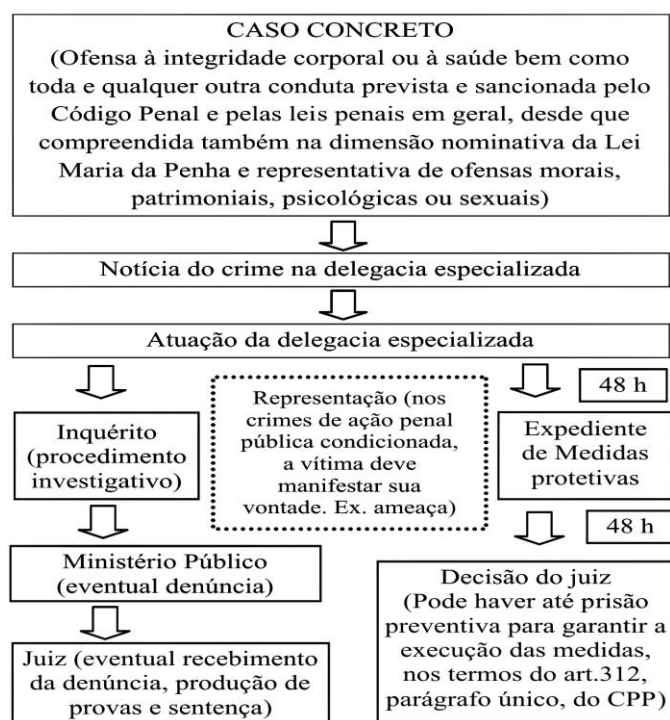 CASO CONCRETO
(Ofensa à integridade corporal ou à saúde bem como
toda e qualquer outra conduta prevista e sancionada pelo
Código Penal e pelas leis penais em geral, desde que
compreendida também na dimensão nominativa da Lei
Maria da Penha e representativa de ofensas morais,
patrimoniais, psicológicas ou sexuais)
Notícia do crime na delegacia especializada
Atuação da delegacia especializada
Inquérito
(procedimento
investigativo)
Representação (nos
crimes de ação penal
pública condicionada,
a vítima deve
manifestar sua
vontade. Ex. ameaça)
48 h
Expediente
de Medidas
protetivas
48 h
Ministério Público
(eventual denúncia)
Juiz (eventual recebimento
da denúncia, produção de
provas e sentença)
Decisão do juiz
(Pode haver até prisão
preventiva para garantir a
execução das medidas,
nos termos do art.312,
parágrafo único, do CPP)